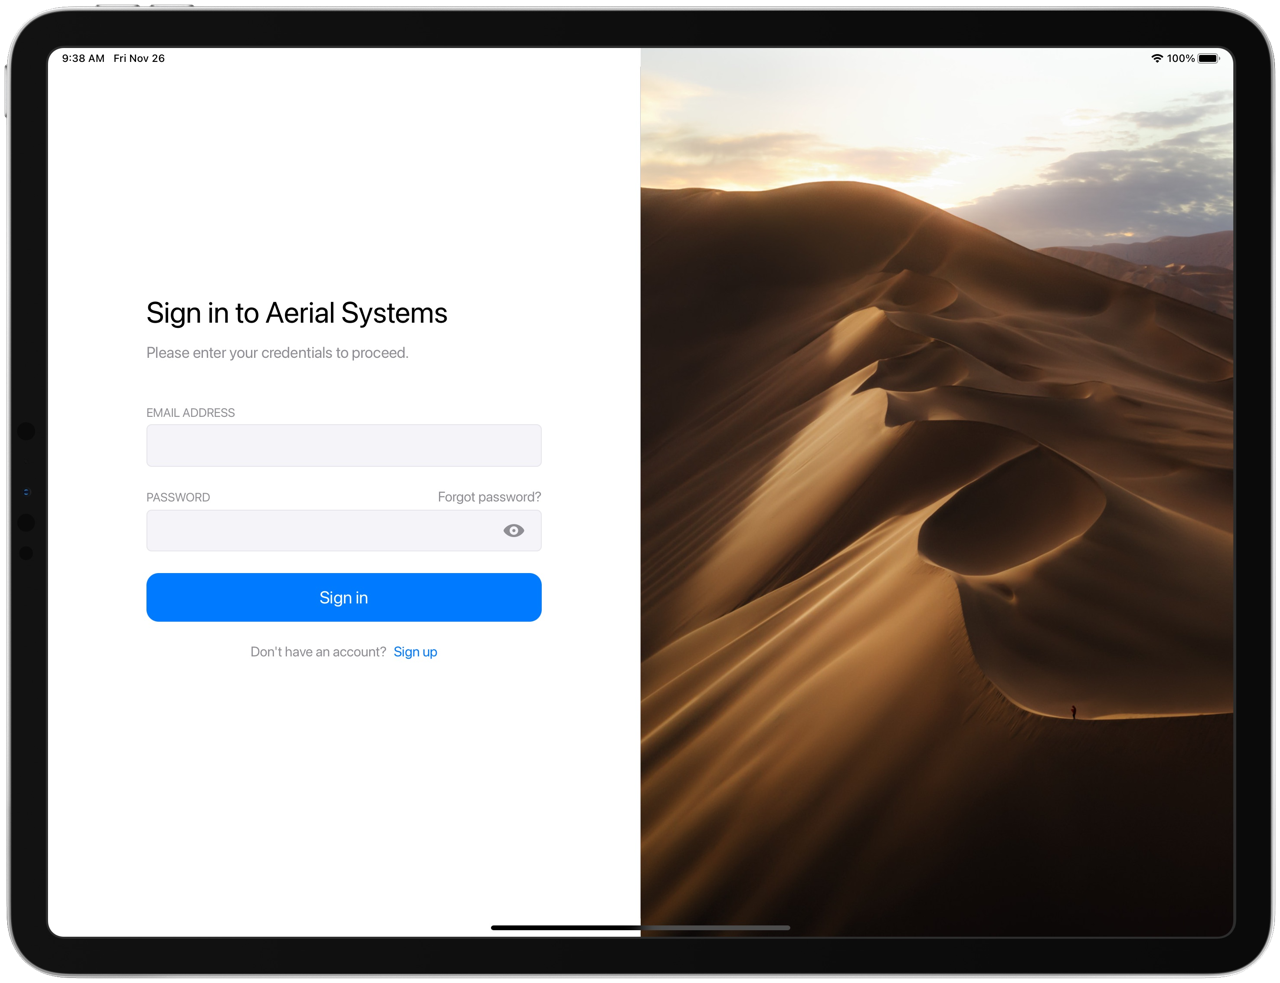 9:38 AM Fri Nov 26
100%
Sign in to Aerial Systems
Please enter your credentials to proceed.
EMAIL ADDRESS
PASSWORD Forgot password?
Sign in
Don't have an account? Sign up